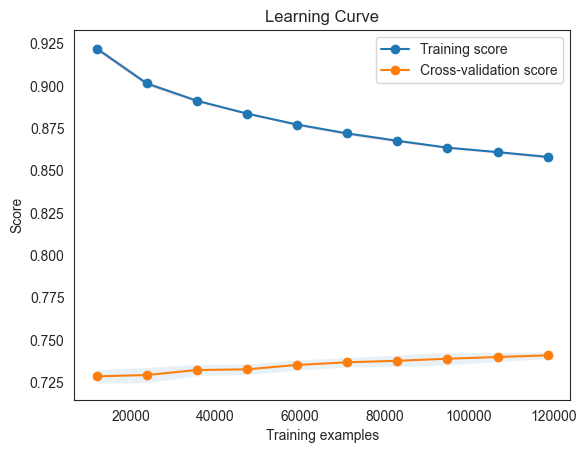 Learning Curve
Training score
Cross-validation score
0.925
0.900
0.875
0.850
0.825
0.800
0.775
0.750
0.725
Score
20000 40000 60000 80000 100000 120000
Training examples